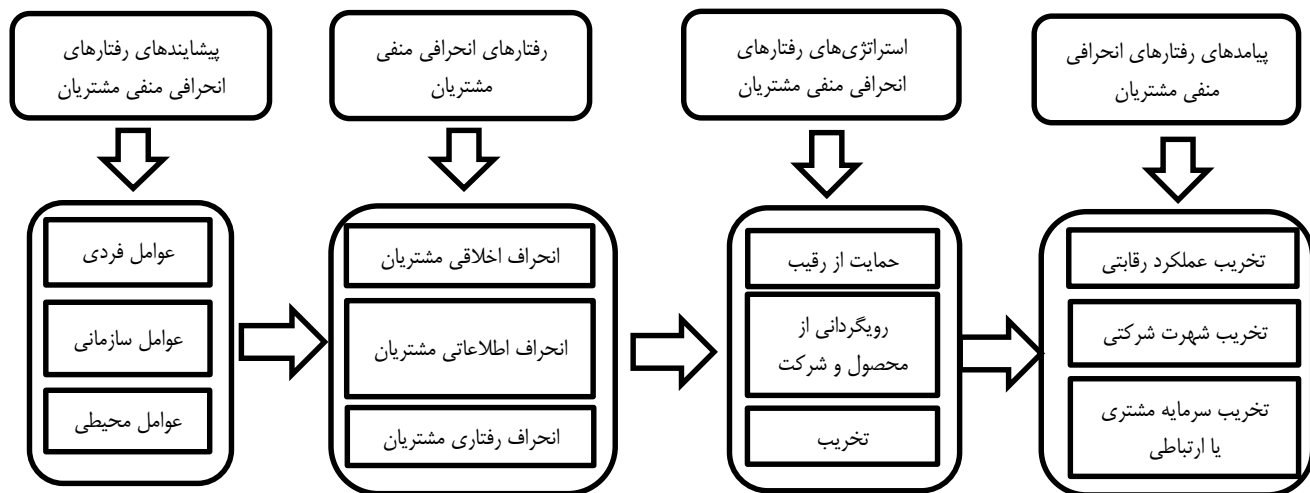 پیشایندهای رفتارهای
انحرافی منفی مشتریان
رفتارهای انحرافی منفی
مشتریان
استراتژی‌های رفتارهای
انحرافی منفی مشتریان
پیامدهای رفتارهای انحرافی
منفی مشتریان
عوامل فردی
عوامل سازمانی
عوامل محیطی
انحراف اخلاقی مشتریان
انحراف اطلاعاتی مشتریان
انحراف رفتاری مشتریان
حمایت از رقیب
رویگردانی از
محصول و شرکت
تخریب
تخریب عملکرد رقابتی
تخریب شهرت شرکتی
تخریب سرمایه مشتری
یا ارتباطی